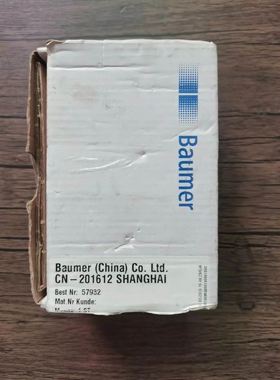 Baumer
Baumer (China) Co. Ltd.
CN-201612 SHANGHAI
Best Nr: 57932
Mat Nr Kunde: